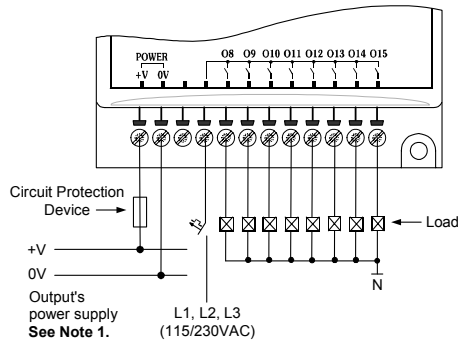 POWER
+V 0V
O8 O9 O10 O11 O12 O13 O14 O15
Circuit Protection
Device
Load
+V
0V
N
Output's
power supply
See Note 1.
L1, L2, L3
(115/230VAC)